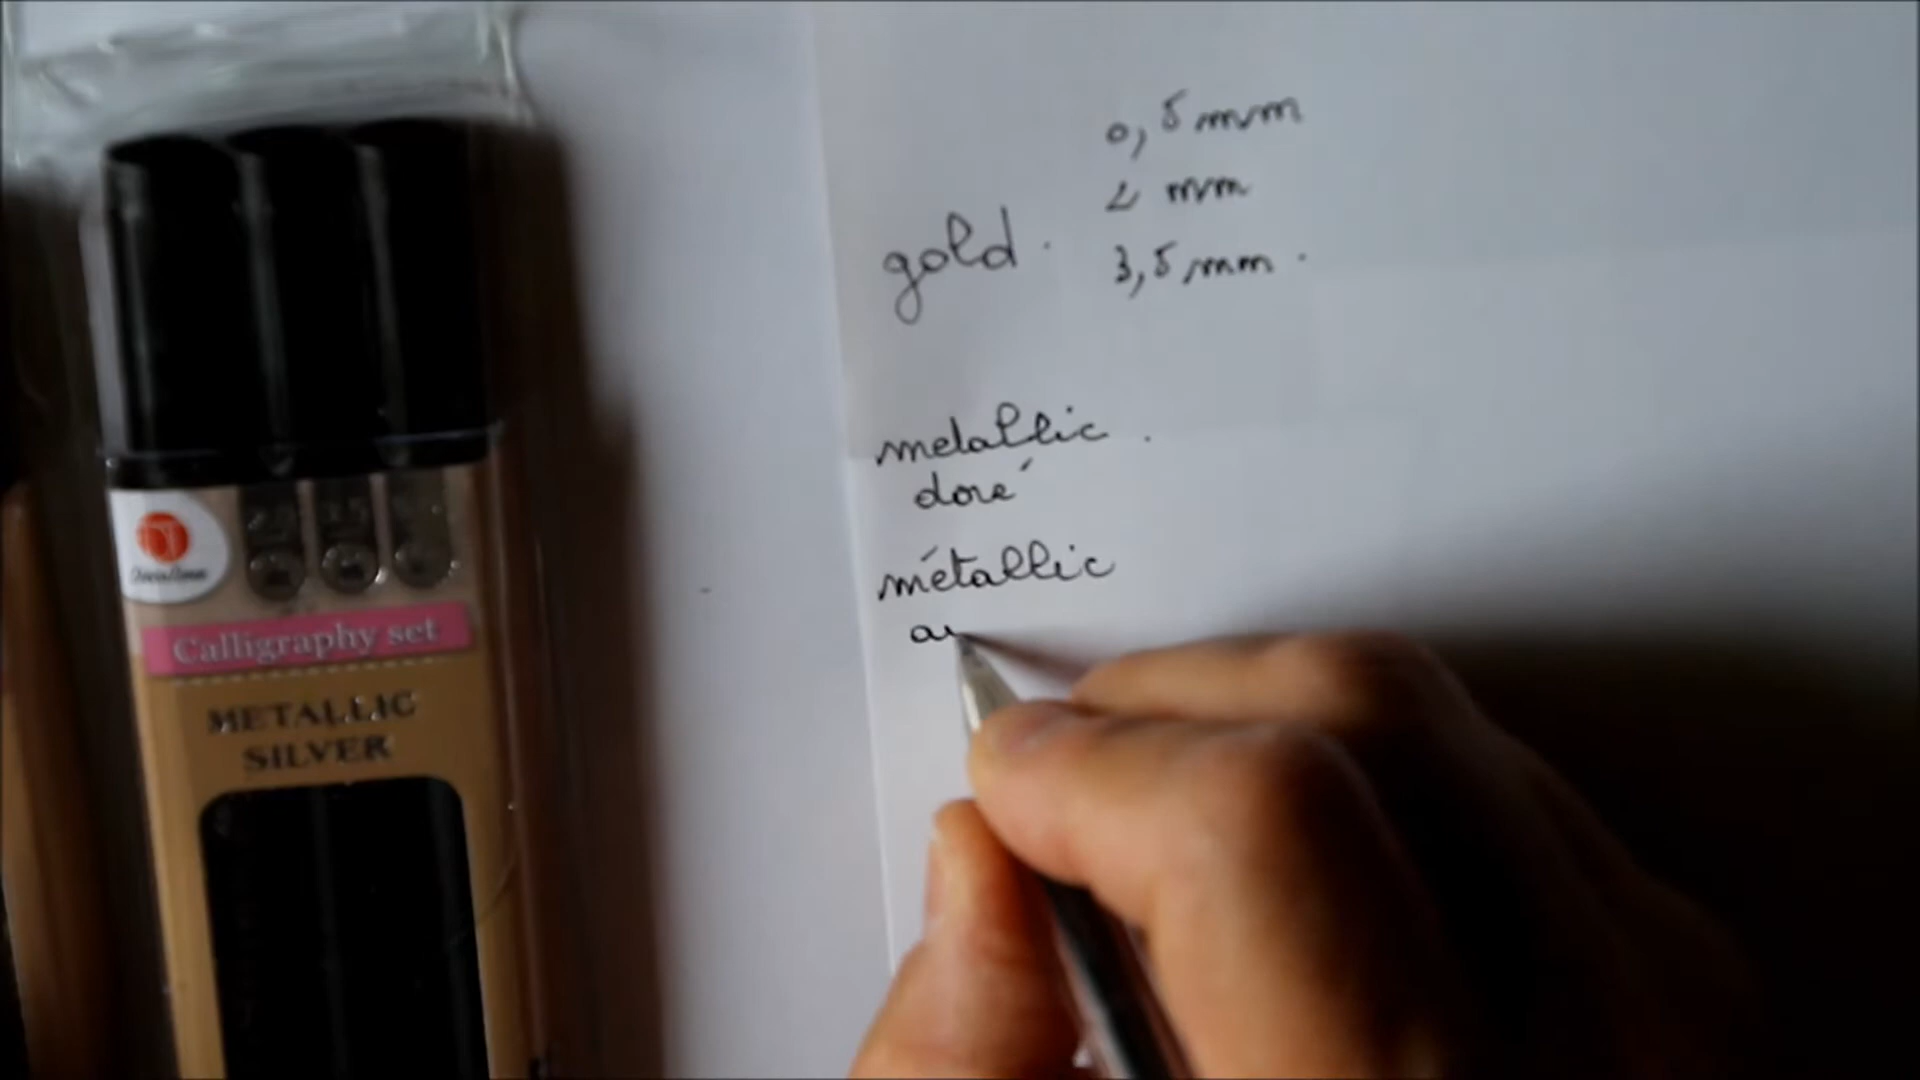 0,5 mm
2 mm
gold.
3,5 mm.
metallic.
doré
métallic
Calligraphy set
METALLIC
SILVER